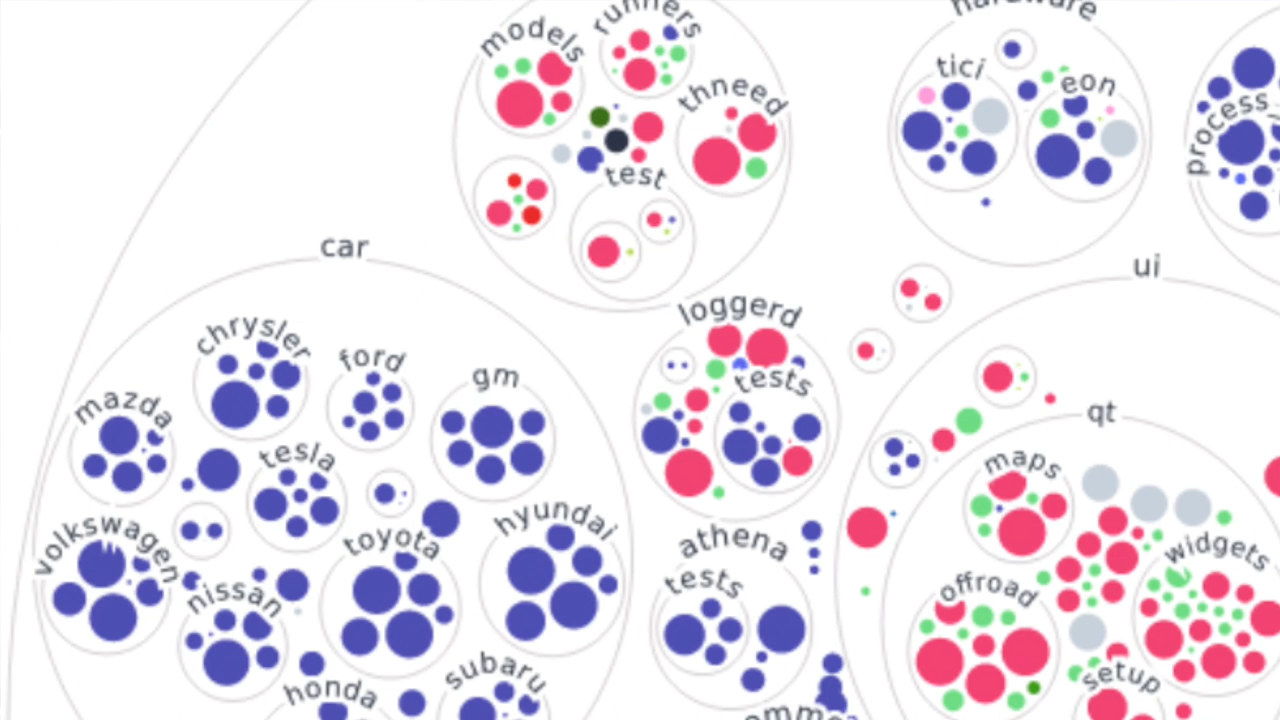 runners
hardware
models
tici
eon
thneed
process
test
car
ui
loggerd
chrysler
ford
gm
tests
mazda
qt
tesla
maps
volkswagen
toyota
hyundai
athena
widgets
tests
offroad
nissan
subaru
setup
honda